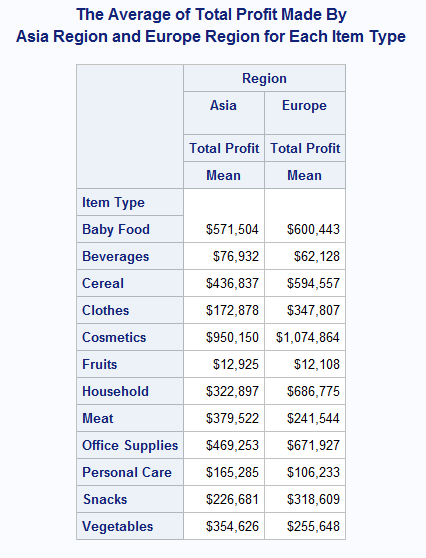 The Average of Total Profit Made By
Asia Region and Europe Region for Each Item Type
Region
Asia Europe
Total Profit Total Profit
Mean Mean
Item Type
Baby Food $571,504 $600,443
Beverages $76,932 $62,128
Cereal $436,837 $594,557
Clothes $172,878 $347,807
Cosmetics $950,150 $1,074,864
Fruits $12,925 $12,108
Household $322,897 $686,775
Meat $379,522 $241,544
Office Supplies $469,253 $671,927
Personal Care $165,285 $106,233
Snacks $226,681 $318,609
Vegetables $354,626 $255,648